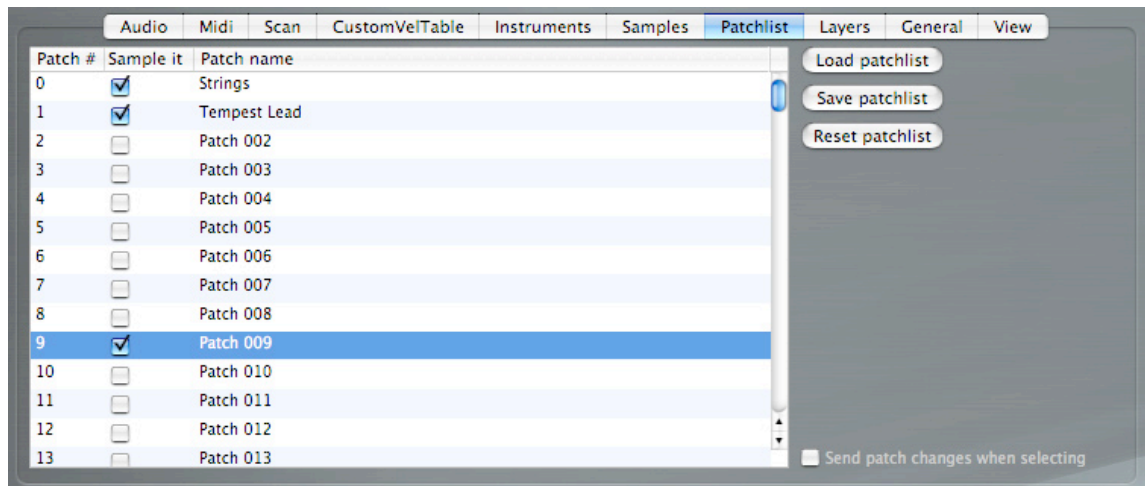 Audio Midi Scan CustomVelTable Instruments Samples Patchlist Layers General View
Patch # Sample it Patch name
0 Strings
1 Tempest Lead
2 Patch 002
3 Patch 003
4 Patch 004
5 Patch 005
6 Patch 006
7 Patch 007
8 Patch 008
9 Patch 009
10 Patch 010
11 Patch 011
12 Patch 012
13 Patch 013
Load patchlist
Save patchlist
Reset patchlist
Send patch changes when selecting